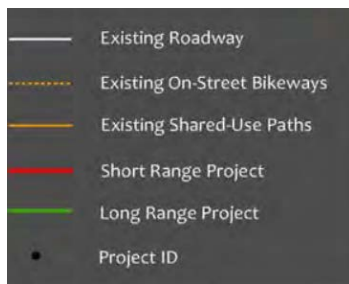 Existing Roadway
Existing On-Street Bikeways
Existing Shared-Use Paths
Short Range Project
Long Range Project
Project ID